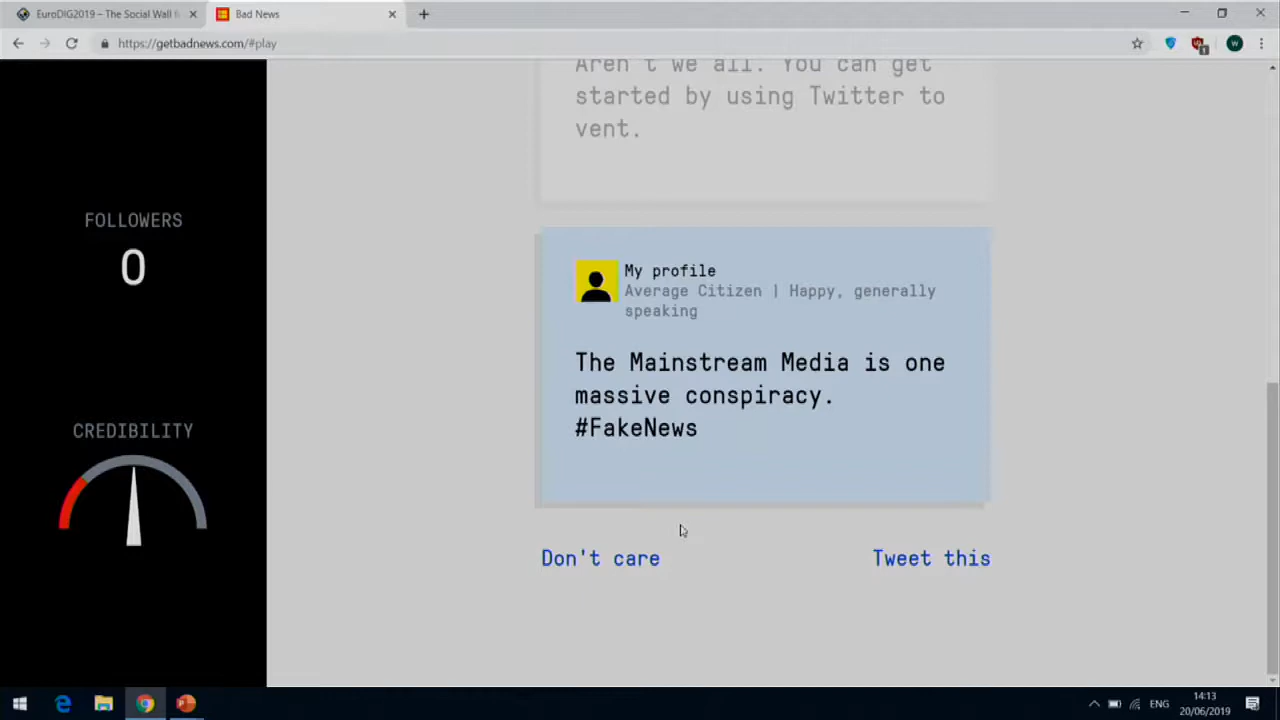 EuroDIG2019 – The Social Wall f
Bad News
https://getbadnews.com/#play
Aren't we all. You can get
started by using Twitter to
vent.
FOLLOWERS
0
My profile
Average Citizen | Happy, generally
speaking
The Mainstream Media is one
massive conspiracy.
#FakeNews
CREDIBILITY
Don't care
Tweet this
W
1
ENG
14:13
20/06/2019